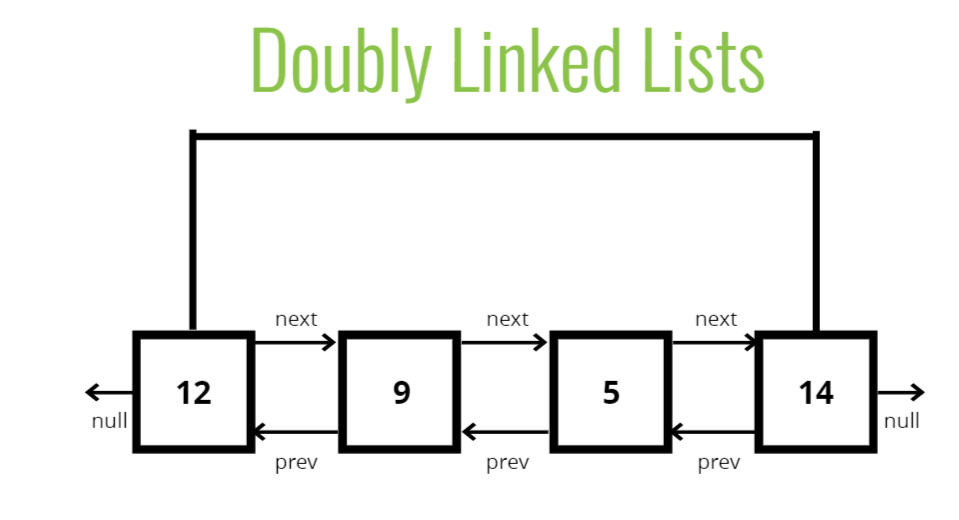 Doubly Linked Lists
next next next
12 9 5 14
null null
prev prev prev